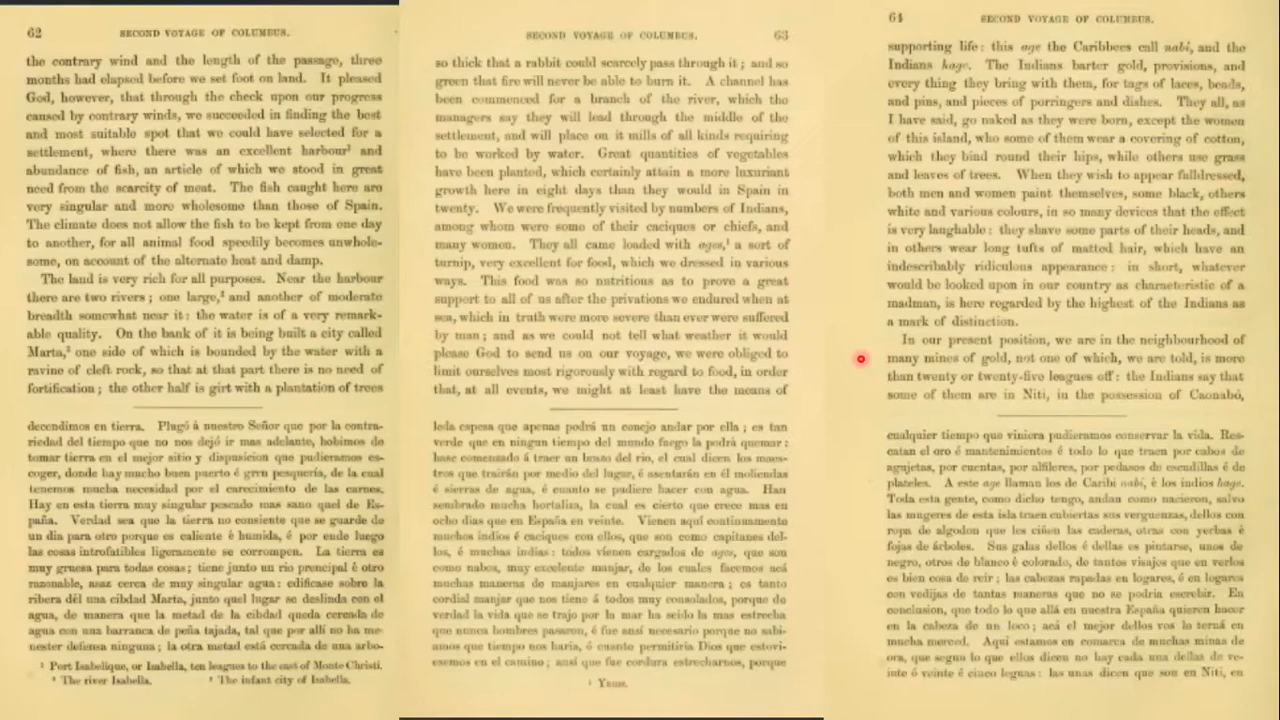 62 SECOND VOYAGE OF COLUMBUS.
the contrary wind and the length of the passage, three
months had elapsed before we set foot on land. It pleased
God, however, that through the check upon our progress
caused by contrary winds, we succeeded in finding the best
and most suitable spot that we could have selected for a
settlement, where there was an excellent harbour¹ and
abundance of fish, an article of which we stood in great
need from the scarcity of meat. The fish caught here are
very singular and more wholesome than those of Spain.
The climate does not allow the fish to be kept from one day
to another, for all animal food speedily becomes unwhole-
some, on account of the alternate heat and damp.
The land is very rich for all purposes. Near the harbour
there are two rivers; one large,² and another of moderate
breadth somewhat near it: the water is of a very remark-
able quality. On the bank of it is being built a city called
Marta,³ one side of which is bounded by the water with a
ravine of cleft rock, so that at that part there is no need of
fortification; the other half is girt with a plantation of trees
decendimos en tierra. Plugó á nuestro Señor que por la contra-
riedad del tiempo que no nos dejó ir mas adelante, hobimos de
tomar tierra en el mejor sitio y disposicion que pudieramos es-
coger, donde hay mucho buen puerto é gren pesquería, de la cual
tenemos mucha necesidad por el carecimiento de las carnes.
Hay en esta tierra muy singular pescado mas sano quel de Es-
paña. Verdad sea que la tierra no consiente que se guarde de
un dia para otro porque es caliente é humida, é por ende luego
las cosas introfatibles ligeramente se corrompen. La tierra es
muy gruesa para todas cosas; tiene junto un rio prencipal é otro
razonable, asaz cerca de muy singular agua: edificase sobre la
ribera dél una cibdad Marta, junto quel lugar se deslinda con el
agua, de manera que la metad de la cibdad queda cercada de
agua con una barranca de peña tajada, tal que por allí no ha me-
nester defensa ninguna; la otra metad está cercada de una arbo-
¹ Port Isabelique, or Isabella, ten leagues to the east of Monte Christi.
² The river Isabella. ³ The infant city of Isabella.
SECOND VOYAGE OF COLUMBUS. 63
so thick that a rabbit could scarcely pass through it; and so
green that fire will never be able to burn it. A channel has
been commenced for a branch of the river, which the
managers say they will lead through the middle of the
settlement, and will place on it mills of all kinds requiring
to be worked by water. Great quantities of vegetables
have been planted, which certainly attain a more luxuriant
growth here in eight days than they would in Spain in
twenty. We were frequently visited by numbers of Indians,
among whom were some of their caciques or chiefs, and
many women. They all came loaded with ages,¹ a sort of
turnip, very excellent for food, which we dressed in various
ways. This food was so nutritious as to prove a great
support to all of us after the privations we endured when at
sea, which in truth were more severe than ever were suffered
by man; and as we could not tell what weather it would
please God to send us on our voyage, we were obliged to
limit ourselves most rigorously with regard to food, in order
that, at all events, we might at least have the means of
leda espesa que apenas podrá un conejo andar por ella; es tan
verde que en ningun tiempo del mundo fuego la podrá quemar:
hase comenzado á traer un brazo del rio, el cual dicen los maes-
tros que trairán por medio del lugar, é asentarán en él moliendas
é sierras de agua, é cuanto se pudiere hacer con agua. Han
sembrado mucha hortaliza, la cual es cierto que crece mas en
ocho dias que en España en veinte. Vienen aquí continuamente
muchos indios é caciques con ellos, que son como capitanes del-
los, é muchas indias: todos vienen cargados de ages, que son
como nabos, muy excelente manjar, de los cuales facemos acá
muchas maneras de manjares en cualquier manera; es tanto
cordial manjar que nos tiene á todos muy consolados, porque de
verdad la vida que se trajo por la mar ha seido la mas estrecha
que nunca hombres pasaron, é fue ansí necesario porque no sabi-
amos que tiempo nos haria, ó cuanto permitiria Dios que estovi-
esemos en el camino; ansi que fue cordura estrecharnos, porque
¹ Yams.
64 SECOND VOYAGE OF COLUMBUS.
supporting life: this age the Caribbees call nabi, and the
Indians hage. The Indians barter gold, provisions, and
every thing they bring with them, for tags of laces, beads,
and pins, and pieces of porringers and dishes. They all, as
I have said, go naked as they were born, except the women
of this island, who some of them wear a covering of cotton,
which they bind round their hips, while others use grass
and leaves of trees. When they wish to appear fulldressed,
both men and women paint themselves, some black, others
white and various colours, in so many devices that the effect
is very laughable: they shave some parts of their heads, and
in others wear long tufts of matted hair, which have an
indescribably ridiculous appearance: in short, whatever
would be looked upon in our country as characteristic of a
madman, is here regarded by the highest of the Indians as
a mark of distinction.
In our present position, we are in the neighbourhood of
many mines of gold, not one of which, we are told, is more
than twenty or twenty-five leagues off: the Indians say that
some of them are in Niti, in the possession of Caonabó,
cualquier tiempo que viniera pudieramos conservar la vida. Res-
catan el oro é mantenimientos é todo lo que traen por cabos de
agujetas, por cuentas, por alfileres, por pedasos de escudillas é de
plateles. A este age llaman los de Caribi nabi, é los indios hage.
Toda esta gente, como dicho tengo, andan como nacieron, salvo
las mugeres de esta isla traen cubiertas sus verguenzas, dellos con
ropa de algodon que les ciñen las caderas, otras con yerbas é
fojas de árboles. Sus galas dellos é dellas es pintarse, unos de
negro, otros de blanco é colorado, de tantos visajes que en verlos
es bien cosa de reir; las cabezas rapadas en logares, é en logares
con vedijas de tantas maneras que no se podria escrebir. En
conclusion, que todo lo que allá en nuestra España quieren hacer
en la cabeza de un loco; acá el mejor dellos vos lo terná en
mucha merced. Aquí estamos en comarca de muchas minas de
ora, que segun lo que ellos dicen no hay cada una dellas de ve-
inte ó veinte é cinco leguas: las unas dicen que son en Niti, en